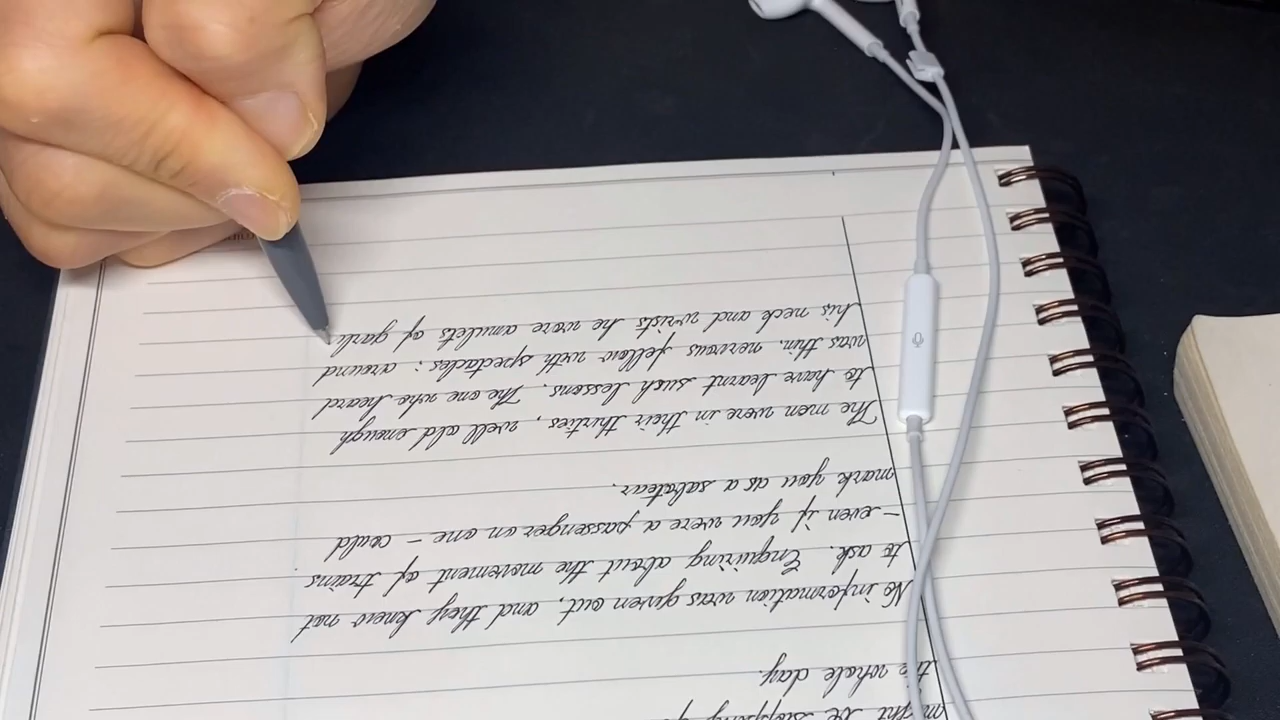 be stopping
the whole day.
No information was given out, and they knew not
to ask. Enquiring about the movement of trains
– even if you were a passenger on one – could
mark you as a saboteur.
The men were in their thirties, well old enough
to have learnt such lessons. The one who heard
was thin, nervous fellow with spectacles; around
his neck and wrists he wore amulets of garli